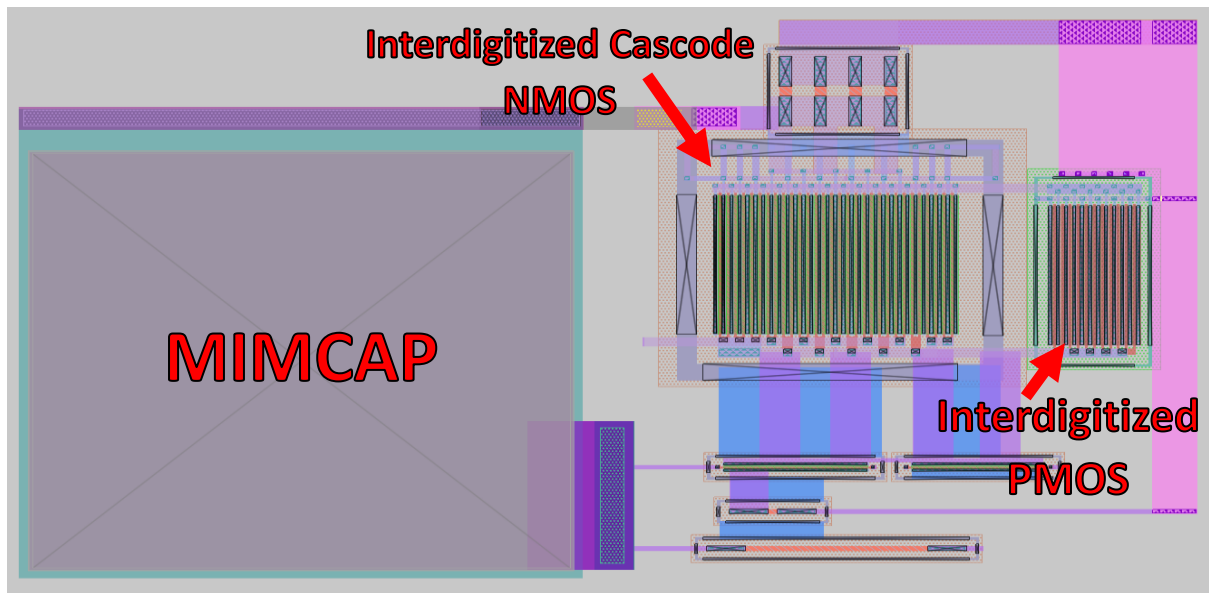 Interdigitized Cascode
NMOS
MIMCAP
Interdigitized
PMOS